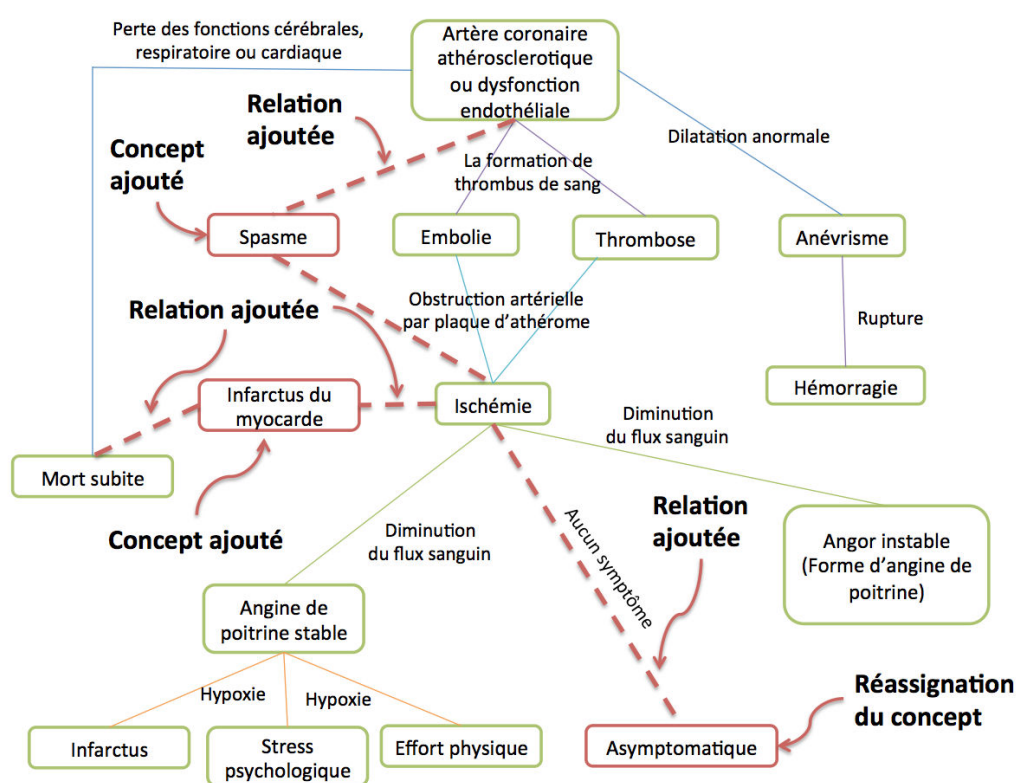 Perte des fonctions cérébrales,
respiratoire ou cardiaque
Artère coronaire
athérosclerotique
ou dysfonction
endothéliale
Relation
ajoutée
Dilatation anormale
Concept
ajouté
La formation de
thrombus de sang
Spasme
Embolie
Thrombose
Anévrisme
Relation ajoutée
Obstruction artérielle
par plaque d'athérome
Rupture
Infarctus du
myocarde
Ischémie
Hémorragie
Diminution
du flux sanguin
Mort subite
Concept ajouté
Diminution
du flux sanguin
Aucun symptôme
Relation
ajoutée
Angor instable
(Forme d'angine de
poitrine)
Angine de
poitrine stable
Hypoxie
Hypoxie
Réassignation
du concept
Infarctus
Stress
psychologique
Effort physique
Asymptomatique